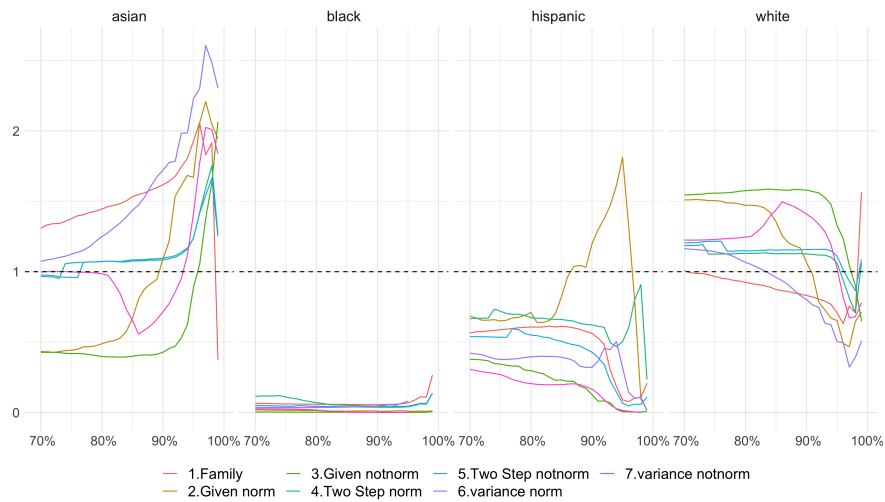 asian black hispanic white
2
1
0
70% 80% 90% 100% 70% 80% 90% 100% 70% 80% 90% 100% 70% 80% 90% 100%
1.Family 3.Given notnorm 5.Two Step notnorm 7.variance notnorm
2.Given norm 4.Two Step norm 6.variance norm